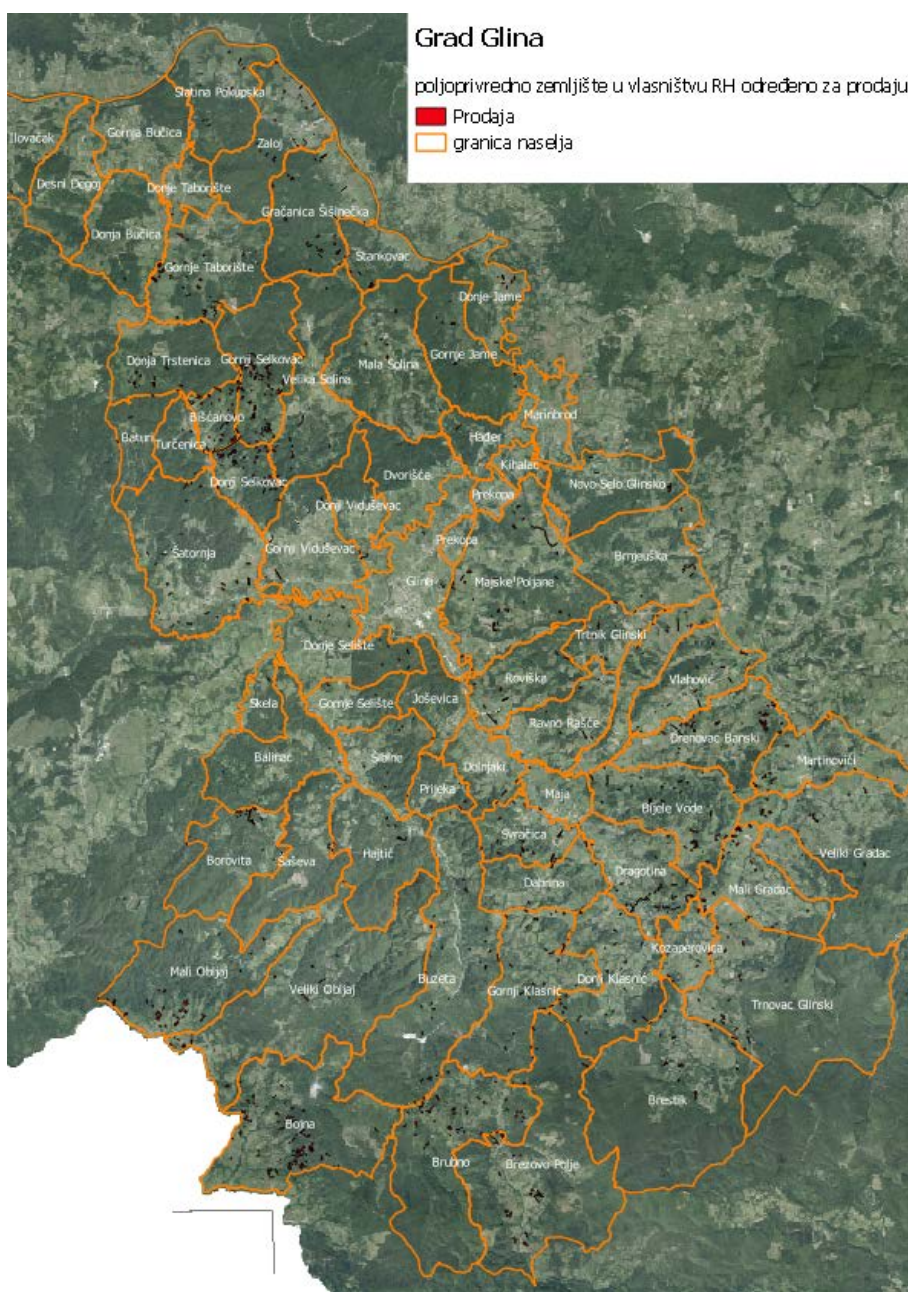 Grad Glina
poljoprivredno zemljište u vlasništvu RH određeno za prodaju
Prodaja
granica naselja
Slatina Pokupska
Gornja Bučica
Ilovačak
Zaloj
Desni Degoj
Donje Taborište
Gračanica Šišinečka
Donja Bučica
Stankovac
Gornje Taborište
Donje Jame
Donja Trstenica
Gornji Selkovac
Gornje Jame
Mala Solina
Velika Solina
Bišćanovo
Marinbrod
Baturi
Turčenica
Hađer
Kihalac
Dvorišće
Donji Selkovac
Novo Selo Glinsko
Prekopa
Donji Viduševac
Prekopa
Gornji Viduševac
Šatornja
Brnjeuška
Glina
Majske Poljane
Trtnik Glinski
Donje Selište
Roviška
Vlahović
Skela
Gornje Selište
Joševica
Ravno Rašće
Drenovac Banski
Balinac
Šibine
Dolnjaki
Martinovići
Prijeka
Maja
Bijele Vode
Svračica
Hajtić
Veliki Gradac
Borovita
Šaševa
Dragotina
Dabrina
Mali Gradac
Kozaperovica
Mali Obljaj
Veliki Obljaj
Buzeta
Gornji Klasnić
Donji Klasnić
Trnovac Glinski
Brestik
Bojna
Brubno
Brezovo Polje